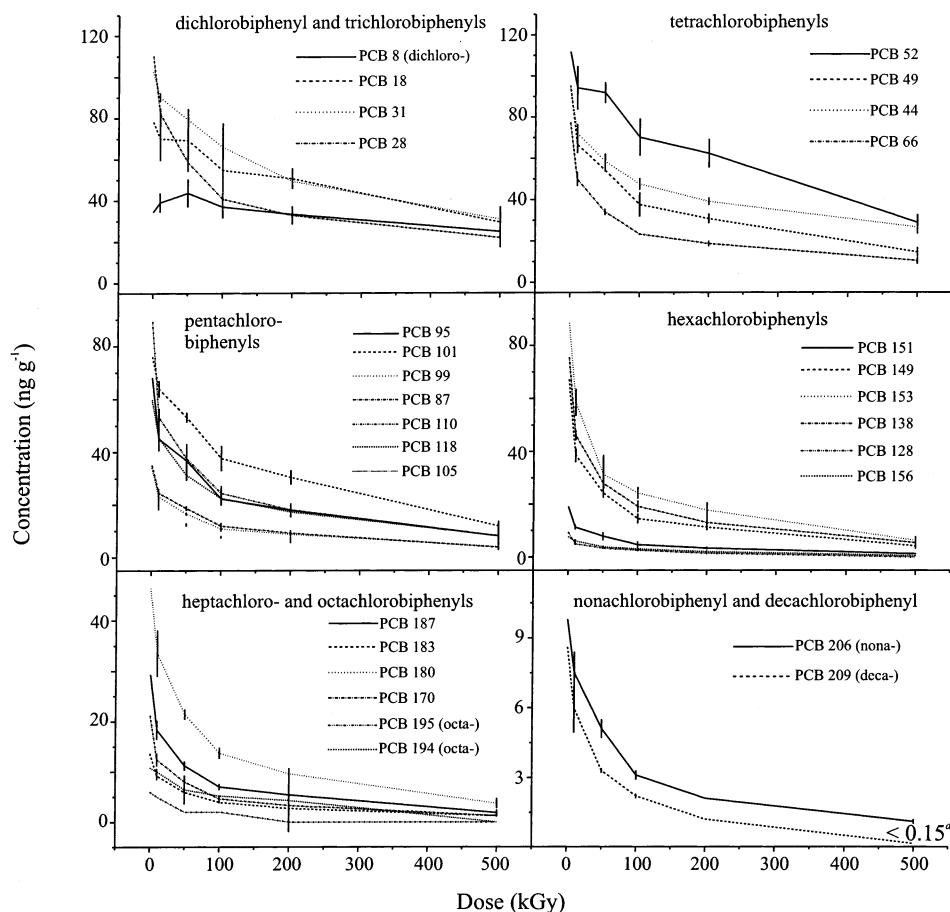 dichlorobiphenyl and trichlorobiphenyls
120
80
40
0
PCB 8 (dichloro-)
PCB 18
PCB 31
PCB 28
tetrachlorobiphenyls
120
80
40
0
PCB 52
PCB 49
PCB 44
PCB 66
Concentration (ng g-1)
pentachloro-
biphenyls
80
40
0
PCB 95
PCB 101
PCB 99
PCB 87
PCB 110
PCB 118
PCB 105
hexachlorobiphenyls
80
40
0
PCB 151
PCB 149
PCB 153
PCB 138
PCB 128
PCB 156
heptachloro- and octachlorobiphenyls
40
20
0
PCB 187
PCB 183
PCB 180
PCB 170
PCB 195 (octa-)
PCB 194 (octa-)
0 100 200 300 400 500
nonachlorobiphenyl and decachlorobiphenyl
9
6
3
PCB 206 (nona-)
PCB 209 (deca-)
< 0.15a
0 100 200 300 400 500
Dose (kGy)